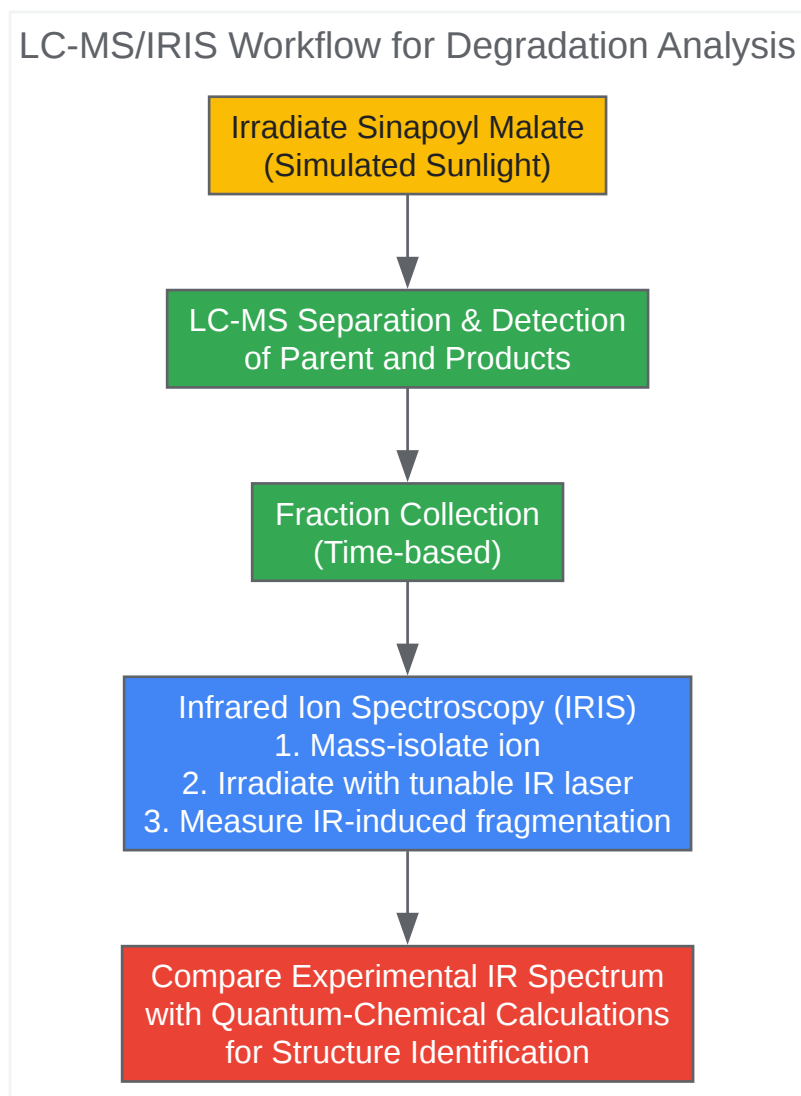 LC-MS/IRIS Workflow for Degradation Analysis
Irradiate Sinapoyl Malate
(Simulated Sunlight)
LC-MS Separation & Detection
of Parent and Products
Fraction Collection
(Time-based)
Infrared Ion Spectroscopy (IRIS)
1. Mass-isolate ion
2. Irradiate with tunable IR laser
3. Measure IR-induced fragmentation
Compare Experimental IR Spectrum
with Quantum-Chemical Calculations
for Structure Identification